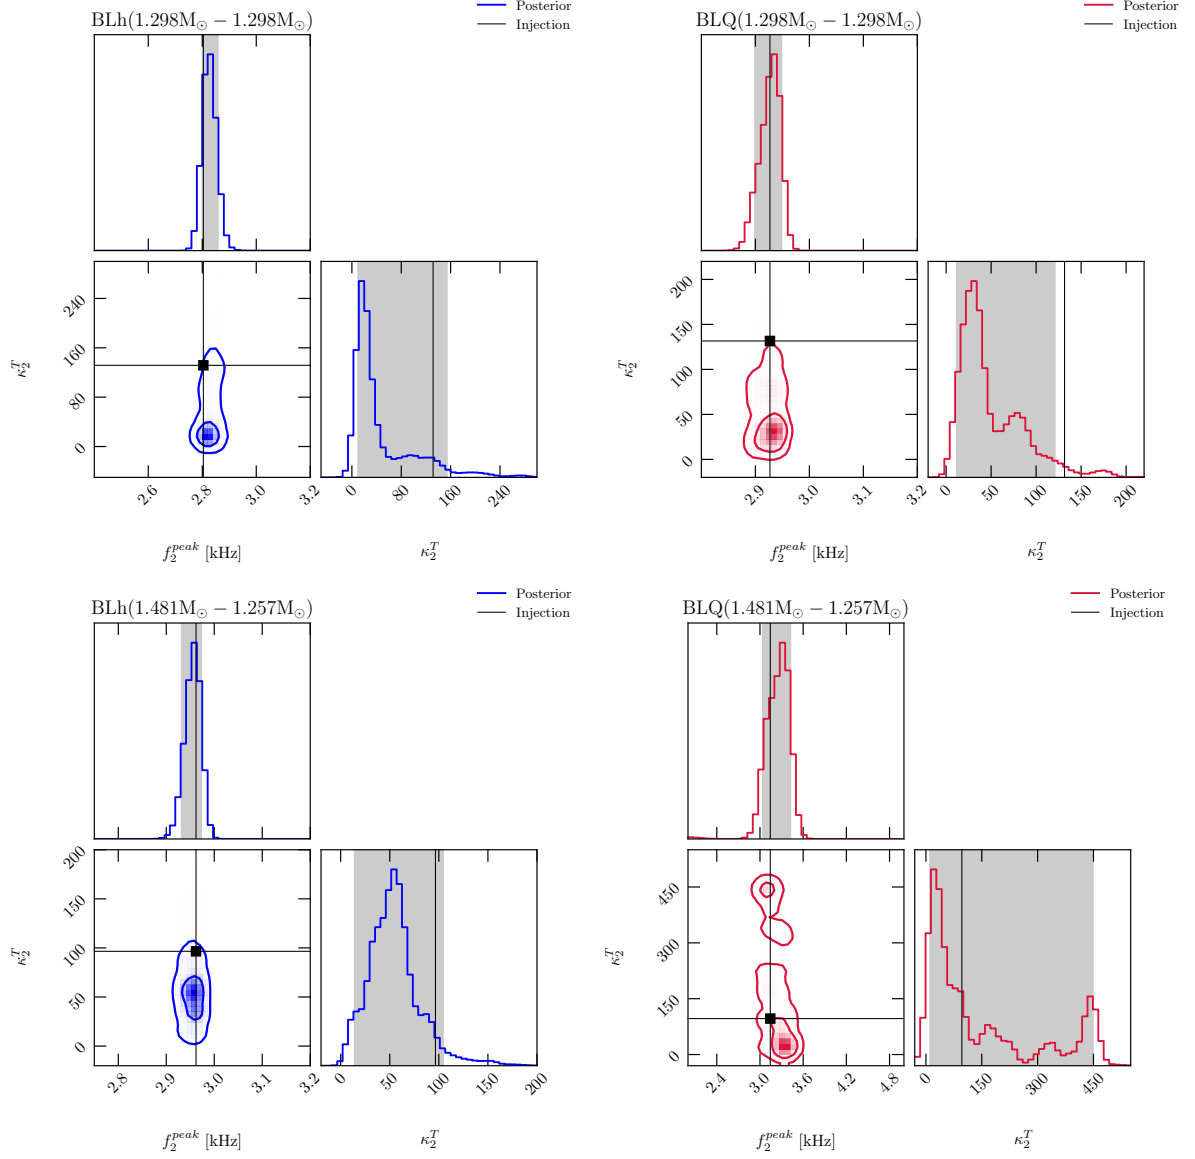 BLh(1.298M⊙ − 1.298M⊙)
Posterior
Injection
240
160
80
0
κ₂ᵀ
2.6
2.8
3.0
3.2
f₂ᵖᵉᵃᵏ [kHz]
0
80
160
240
κ₂ᵀ
BLQ(1.298M⊙ − 1.298M⊙)
Posterior
Injection
200
150
100
50
0
κ₂ᵀ
2.9
3.0
3.1
3.2
f₂ᵖᵉᵃᵏ [kHz]
0
50
100
150
200
κ₂ᵀ
BLh(1.481M⊙ − 1.257M⊙)
Posterior
Injection
200
150
100
50
0
κ₂ᵀ
2.8
2.9
3.0
3.1
3.2
f₂ᵖᵉᵃᵏ [kHz]
0
50
100
150
200
κ₂ᵀ
BLQ(1.481M⊙ − 1.257M⊙)
Posterior
Injection
450
300
150
0
κ₂ᵀ
2.4
3.0
3.6
4.2
4.8
f₂ᵖᵉᵃᵏ [kHz]
0
150
300
450
κ₂ᵀ